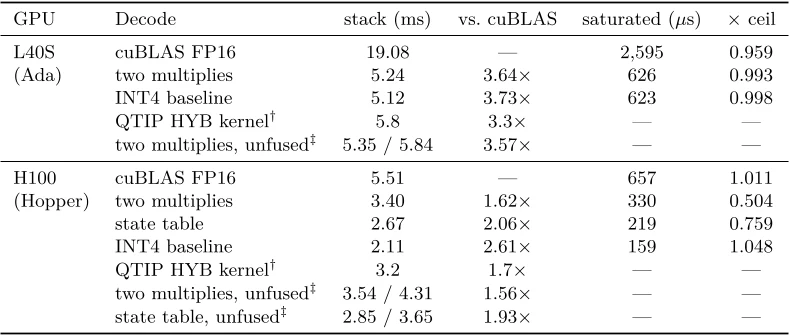 GPU Decode stack (ms) vs. cuBLAS saturated (μs) × ceil
L40S cuBLAS FP16 19.08 — 2,595 0.959
(Ada) two multiplies 5.24 3.64× 626 0.993
INT4 baseline 5.12 3.73× 623 0.998
QTIP HYB kernel† 5.8 3.3× — —
two multiplies, unfused‡ 5.35 / 5.84 3.57× — —
H100 cuBLAS FP16 5.51 — 657 1.011
(Hopper) two multiplies 3.40 1.62× 330 0.504
state table 2.67 2.06× 219 0.759
INT4 baseline 2.11 2.61× 159 1.048
QTIP HYB kernel† 3.2 1.7× — —
two multiplies, unfused‡ 3.54 / 4.31 1.56× — —
state table, unfused‡ 2.85 / 3.65 1.93× — —